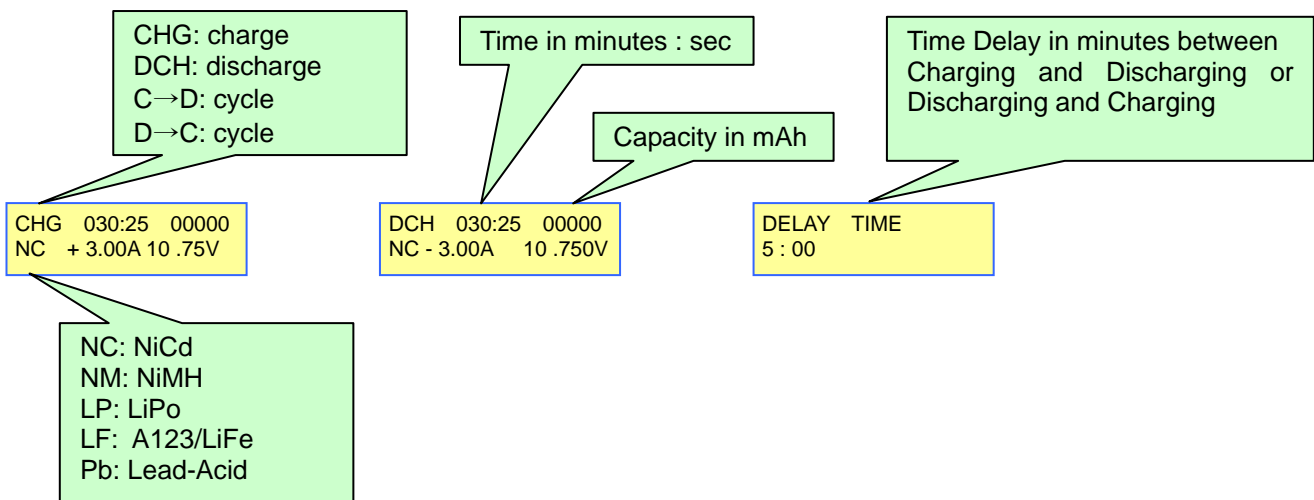 CHG: charge
DCH: discharge
C→D: cycle
D→C: cycle
Time in minutes : sec
Capacity in mAh
Time Delay in minutes between
Charging and Discharging or
Discharging and Charging
CHG 030:25 00000
NC + 3.00A 10 .75V
DCH 030:25 00000
NC - 3.00A 10 .750V
DELAY TIME
5 : 00
NC: NiCd
NM: NiMH
LP: LiPo
LF: A123/LiFe
Pb: Lead-Acid